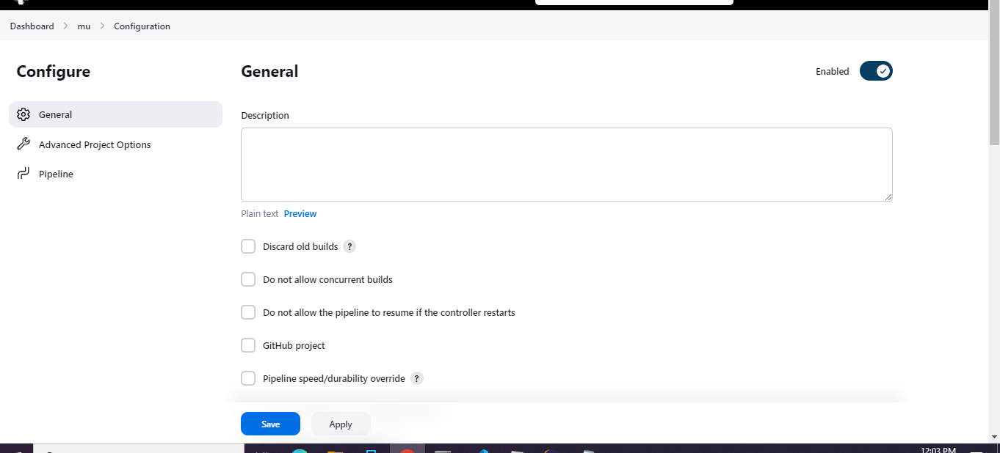 Dashboard > mu > Configuration
Configure
General
Advanced Project Options
Pipeline
General
Enabled
Description
Plain text Preview
Discard old builds ?
Do not allow concurrent builds
Do not allow the pipeline to resume if the controller restarts
GitHub project
Pipeline speed/durability override ?
Save
Apply
12:03 PM